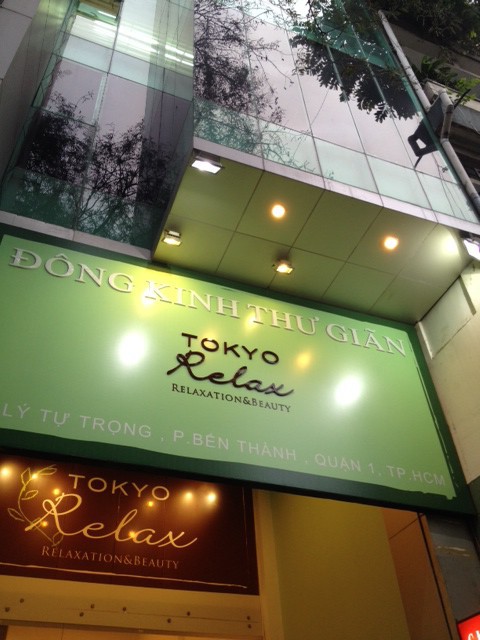 ĐÔNG KINH THƯ GIÃN
TOKYO
Relax
RELAXATION&BEAUTY
LÝ TỰ TRỌNG , P.BẾN THÀNH , QUẬN 1, TP.HCM
TOKYO
Relax
RELAXATION&BEAUTY